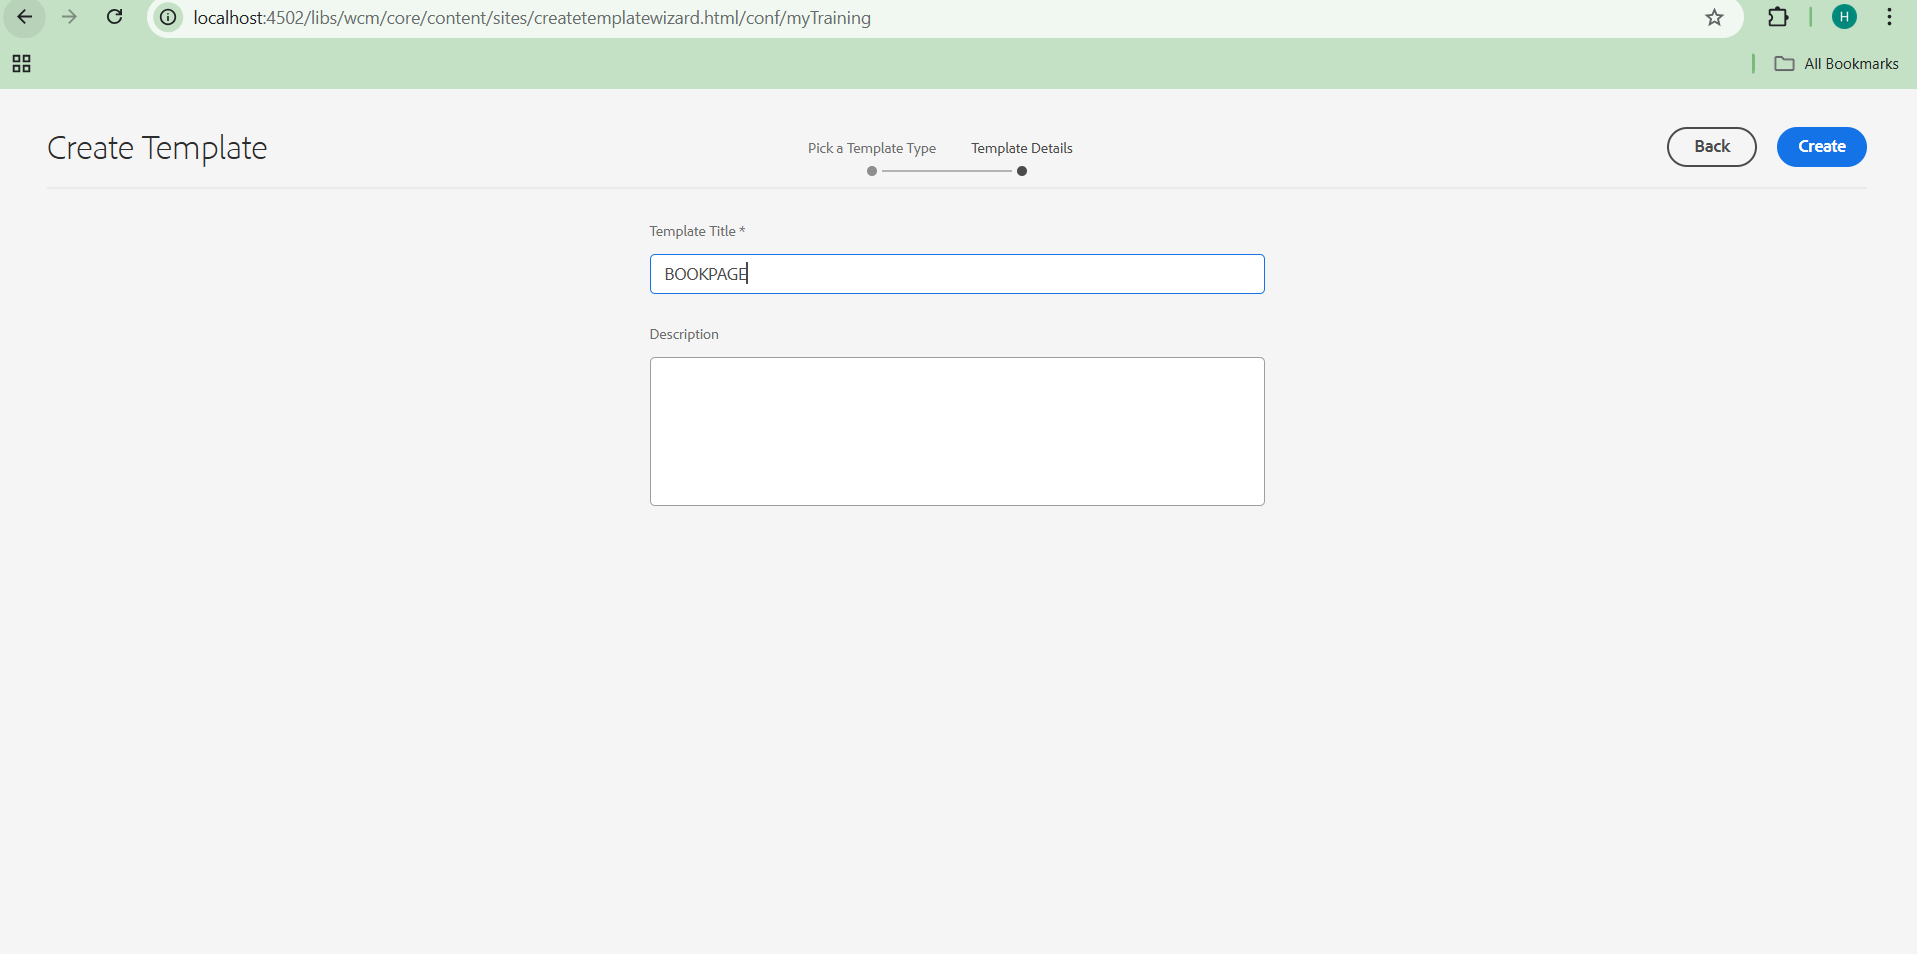 localhost:4502/libs/wcm/core/content/sites/createtemplatewizard.html/conf/myTraining
H
All Bookmarks
Create Template
Pick a Template Type
Template Details
Back
Create
Template Title *
BOOKPAGE
Description